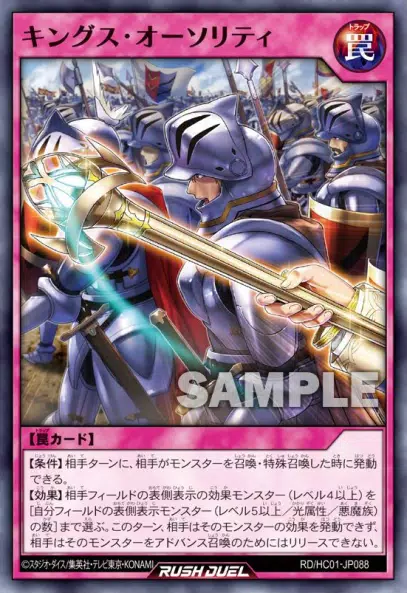 キングス・オーソリティ
トラップ
罠
SAMPLE
トラップ
【罠カード】
【条件】相手ターンに、相手がモンスターを召喚・特殊召喚した時に発動
できる。
【効果】相手フィールドの表側表示の効果モンスター(レベル4以上)を
[自分フィールドの表側表示モンスター(レベル5以上/光属性/悪魔族)
の数]まで選ぶ。このターン、相手はそのモンスターの効果を発動できず、
相手はそのモンスターをアドバンス召喚のためにはリリースできない。
©スタジオ・ダイス/集英社・テレビ東京・KONAMI
RUSH DUEL
RD/HC01-JP088